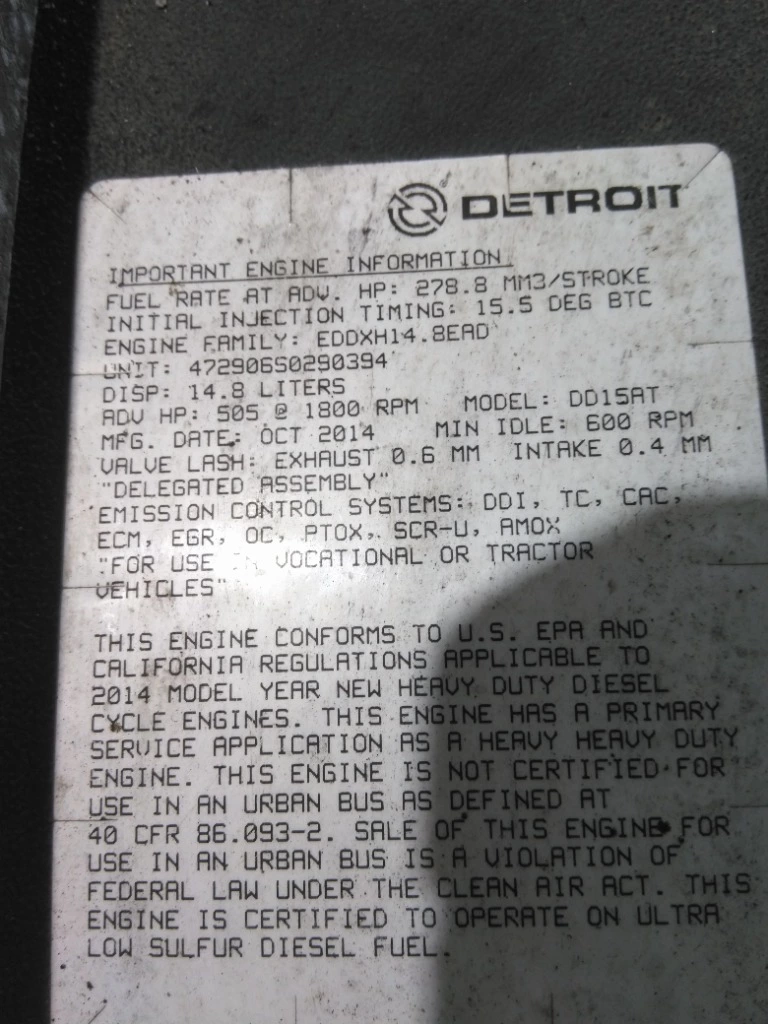 DETROIT
IMPORTANT ENGINE INFORMATION
FUEL RATE AT ADV. HP: 278.8 MM3/STROKE
INITIAL INJECTION TIMING: 15.5 DEG BTC
ENGINE FAMILY: EDDXH14.8EAD
UNIT: 472906S0290394
DISP: 14.8 LITERS
ADV HP: 505 @ 1800 RPM MODEL: DD15AT
MFG. DATE: OCT 2014 MIN IDLE: 600 RPM
VALVE LASH: EXHAUST 0.6 MM INTAKE 0.4 MM
"DELEGATED ASSEMBLY"
EMISSION CONTROL SYSTEMS: DDI, TC, CAC,
ECM, EGR, OC, PTOX, SCR-U, AMOX
"FOR USE VOCATIONAL OR TRACTOR
VEHICLES"
THIS ENGINE CONFORMS TO U.S. EPA AND
CALIFORNIA REGULATIONS APPLICABLE TO
2014 MODEL YEAR NEW HEAVY DUTY DIESEL
CYCLE ENGINES. THIS ENGINE HAS A PRIMARY
SERVICE APPLICATION AS A HEAVY HEAVY DUTY
ENGINE. THIS ENGINE IS NOT CERTIFIED FOR
USE IN AN URBAN BUS AS DEFINED AT
40 CFR 86.093-2. SALE OF THIS ENGINE FOR
USE IN AN URBAN BUS IS A VIOLATION OF
FEDERAL LAW UNDER THE CLEAN AIR ACT. THIS
ENGINE IS CERTIFIED TO OPERATE ON ULTRA
LOW SULFUR DIESEL FUEL.